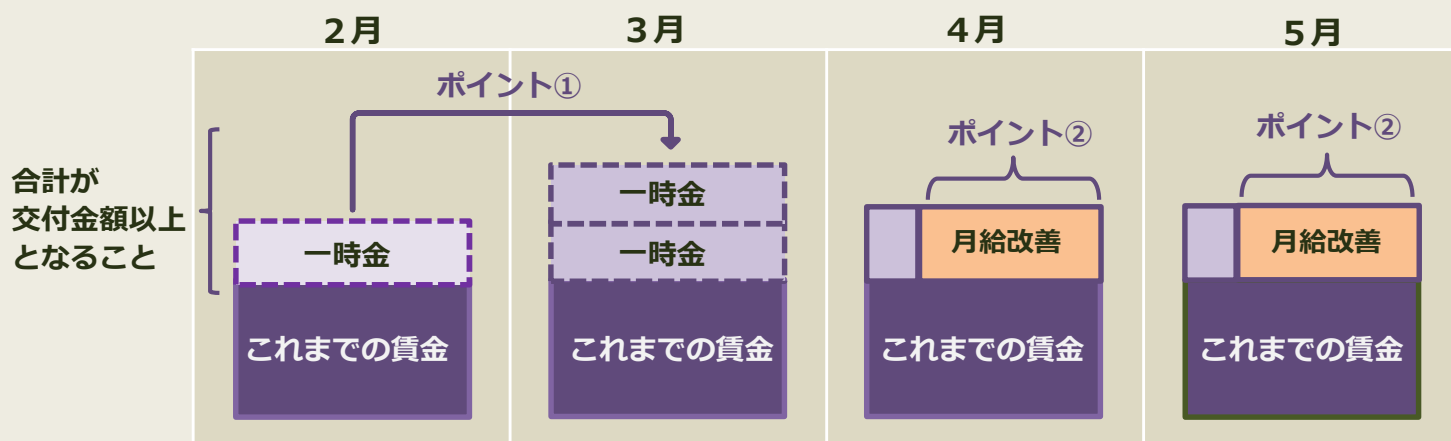 ２月
３月
４月
５月
ポイント①
ポイント②
ポイント②
合計が
交付金額以上
となること
一時金
一時金
一時金
月給改善
月給改善
これまでの賃金
これまでの賃金
これまでの賃金
これまでの賃金